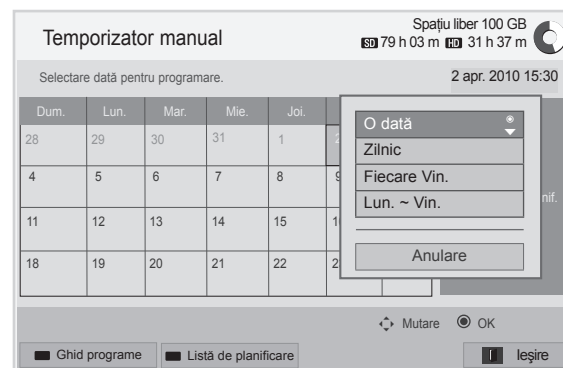 Temporizator manual
Spațiu liber 100 GB
SD 79 h 03 m HD 31 h 37 m
Selectare dată pentru programare.
2 apr. 2010 15:30
Dum. Lun. Mar. Mie. Joi.
28 29 30 31 1 2
4 5 6 7 8 9
11 12 13 14 15
18 19 20 21 22
O dată
Zilnic
Fiecare Vin.
Lun. ~ Vin.
Anulare
nif.
Mutare OK
Ghid programe Listă de planificare Ieșire